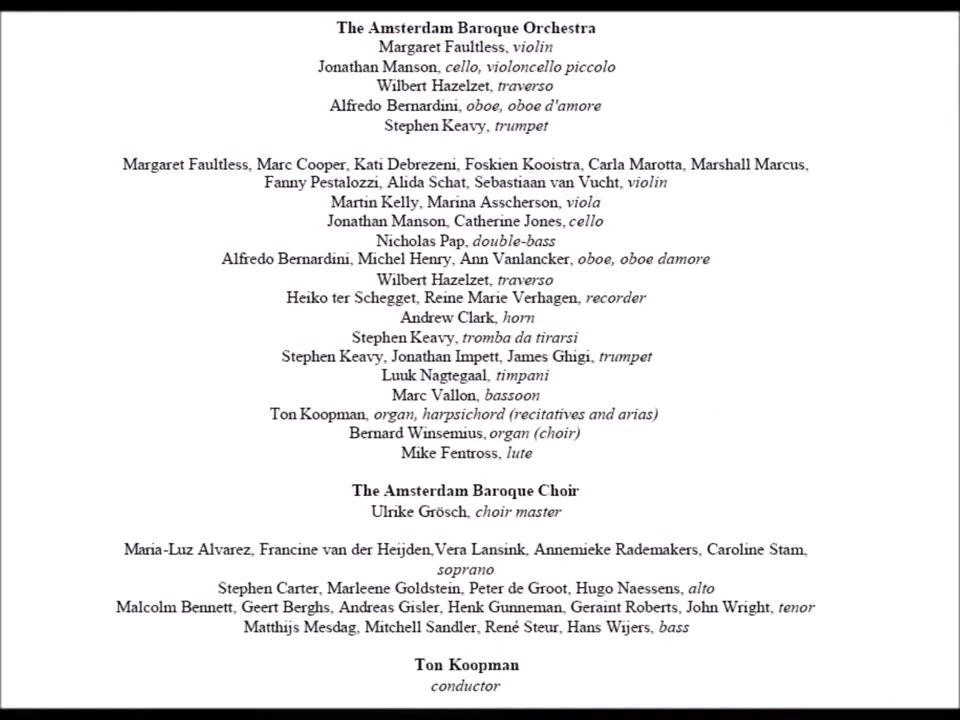 The Amsterdam Baroque Orchestra
Margaret Faultless, violin
Jonathan Manson, cello, violoncello piccolo
Wilbert Hazelzet, traverso
Alfredo Bernardini, oboe, oboe d'amore
Stephen Keavy, trumpet
Margaret Faultless, Marc Cooper, Kati Debrezeni, Foskien Kooistra, Carla Marotta, Marshall Marcus,
Fanny Pestalozzi, Alida Schat, Sebastiaan van Vucht, violin
Martin Kelly, Marina Asscherson, viola
Jonathan Manson, Catherine Jones, cello
Nicholas Pap, double-bass
Alfredo Bernardini, Michel Henry, Ann Vanlancker, oboe, oboe damore
Wilbert Hazelzet, traverso
Heiko ter Schegget, Reine Marie Verhagen, recorder
Andrew Clark, horn
Stephen Keavy, tromba da tirarsi
Stephen Keavy, Jonathan Impett, James Ghigi, trumpet
Luuk Nagtegaal, timpani
Marc Vallon, bassoon
Ton Koopman, organ, harpsichord (recitatives and arias)
Bernard Winsemius, organ (choir)
Mike Fentross, lute
The Amsterdam Baroque Choir
Ulrike Grösch, choir master
Maria-Luz Alvarez, Francine van der Heijden,Vera Lansink, Annemieke Rademakers, Caroline Stam,
soprano
Stephen Carter, Marleene Goldstein, Peter de Groot, Hugo Naessens, alto
Malcolm Bennett, Geert Berghs, Andreas Gisler, Henk Gunneman, Geraint Roberts, John Wright, tenor
Matthijs Mesdag, Mitchell Sandler, René Steur, Hans Wijers, bass
Ton Koopman
conductor